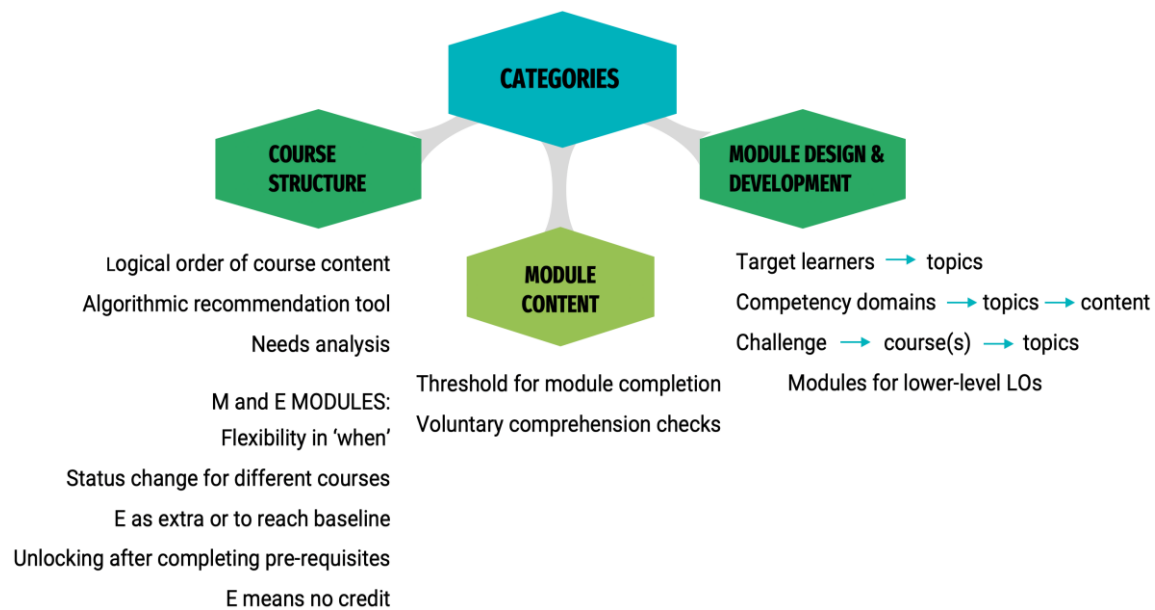 CATEGORIES
COURSE
STRUCTURE
Logical order of course content
Algorithmic recommendation tool
Needs analysis
M and E MODULES:
Flexibility in ‘when’
Status change for different courses
E as extra or to reach baseline
Unlocking after completing pre-requisites
E means no credit
MODULE
CONTENT
Threshold for module completion
Voluntary comprehension checks
MODULE DESIGN &
DEVELOPMENT
Target learners → topics
Competency domains → topics → content
Challenge → course(s) → topics
Modules for lower-level LOs